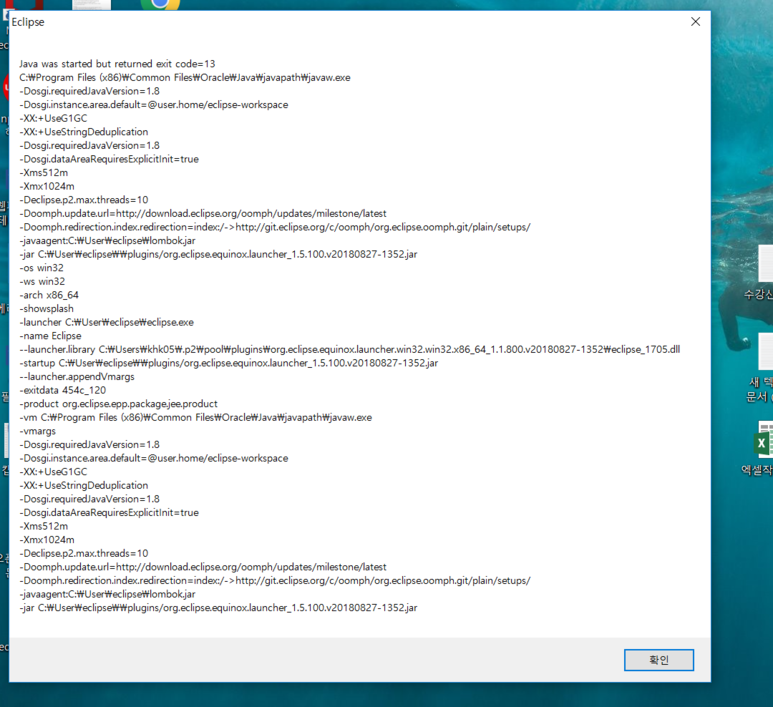 Eclipse
Java was started but returned exit code=13
C:₩Program Files (x86)₩Common Files₩Oracle₩Java₩javapath₩javaw.exe
-Dosgi.requiredJavaVersion=1.8
-Dosgi.instance.area.default=@user.home/eclipse-workspace
-XX:+UseG1GC
-XX:+UseStringDeduplication
-Dosgi.requiredJavaVersion=1.8
-Dosgi.dataAreaRequiresExplicitInit=true
-Xms512m
-Xmx1024m
-Declipse.p2.max.threads=10
-Doomph.update.url=http://download.eclipse.org/oomph/updates/milestone/latest
-Doomph.redirection.index.redirection=index:/->http://git.eclipse.org/c/oomph/org.eclipse.oomph.git/plain/setups/
-javaagent:C:₩User₩eclipse₩lombok.jar
-jar C:₩User₩eclipse₩₩plugins/org.eclipse.equinox.launcher_1.5.100.v20180827-1352.jar
-os win32
-ws win32
-arch x86_64
-showsplash
-launcher C:₩User₩eclipse₩eclipse.exe
-name Eclipse
--launcher.library C:₩Users₩khk05₩.p2₩pool₩plugins₩org.eclipse.equinox.launcher.win32.win32.x86_64_1.1.800.v20180827-1352₩eclipse_1705.dll
-startup C:₩User₩eclipse₩₩plugins/org.eclipse.equinox.launcher_1.5.100.v20180827-1352.jar
--launcher.appendVmargs
-exitdata 454c_120
-product org.eclipse.epp.package.jee.product
-vm C:₩Program Files (x86)₩Common Files₩Oracle₩Java₩javapath₩javaw.exe
-vmargs
-Dosgi.requiredJavaVersion=1.8
-Dosgi.instance.area.default=@user.home/eclipse-workspace
-XX:+UseG1GC
-XX:+UseStringDeduplication
-Dosgi.requiredJavaVersion=1.8
-Dosgi.dataAreaRequiresExplicitInit=true
-Xms512m
-Xmx1024m
-Declipse.p2.max.threads=10
-Doomph.update.url=http://download.eclipse.org/oomph/updates/milestone/latest
-Doomph.redirection.index.redirection=index:/->http://git.eclipse.org/c/oomph/org.eclipse.oomph.git/plain/setups/
-javaagent:C:₩User₩eclipse₩lombok.jar
-jar C:₩User₩eclipse₩₩plugins/org.eclipse.equinox.launcher_1.5.100.v20180827-1352.jar
확인
수강신
새 텍
문서 (
엑셀작